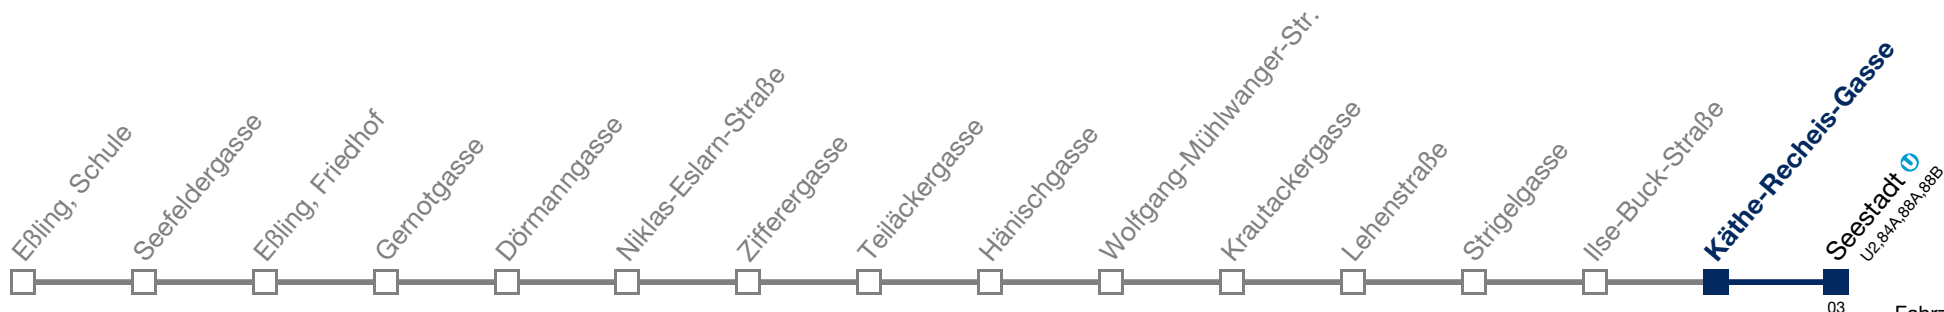 Eßling, Schule
Seefeldergasse
Eßling, Friedhof
Gernotgasse
Dörmanngasse
Niklas-Eslarn-Straße
Ziffererergasse
Teiläckergasse
Hänischgasse
Wolfgang-Mühlwanger-Str.
Krautackergasse
Lehenstraße
Strigelgasse
Ilse-Buck-Straße
Käthe-Recheis-Gasse
Seestadt U
U2,84A,88A,88B
03